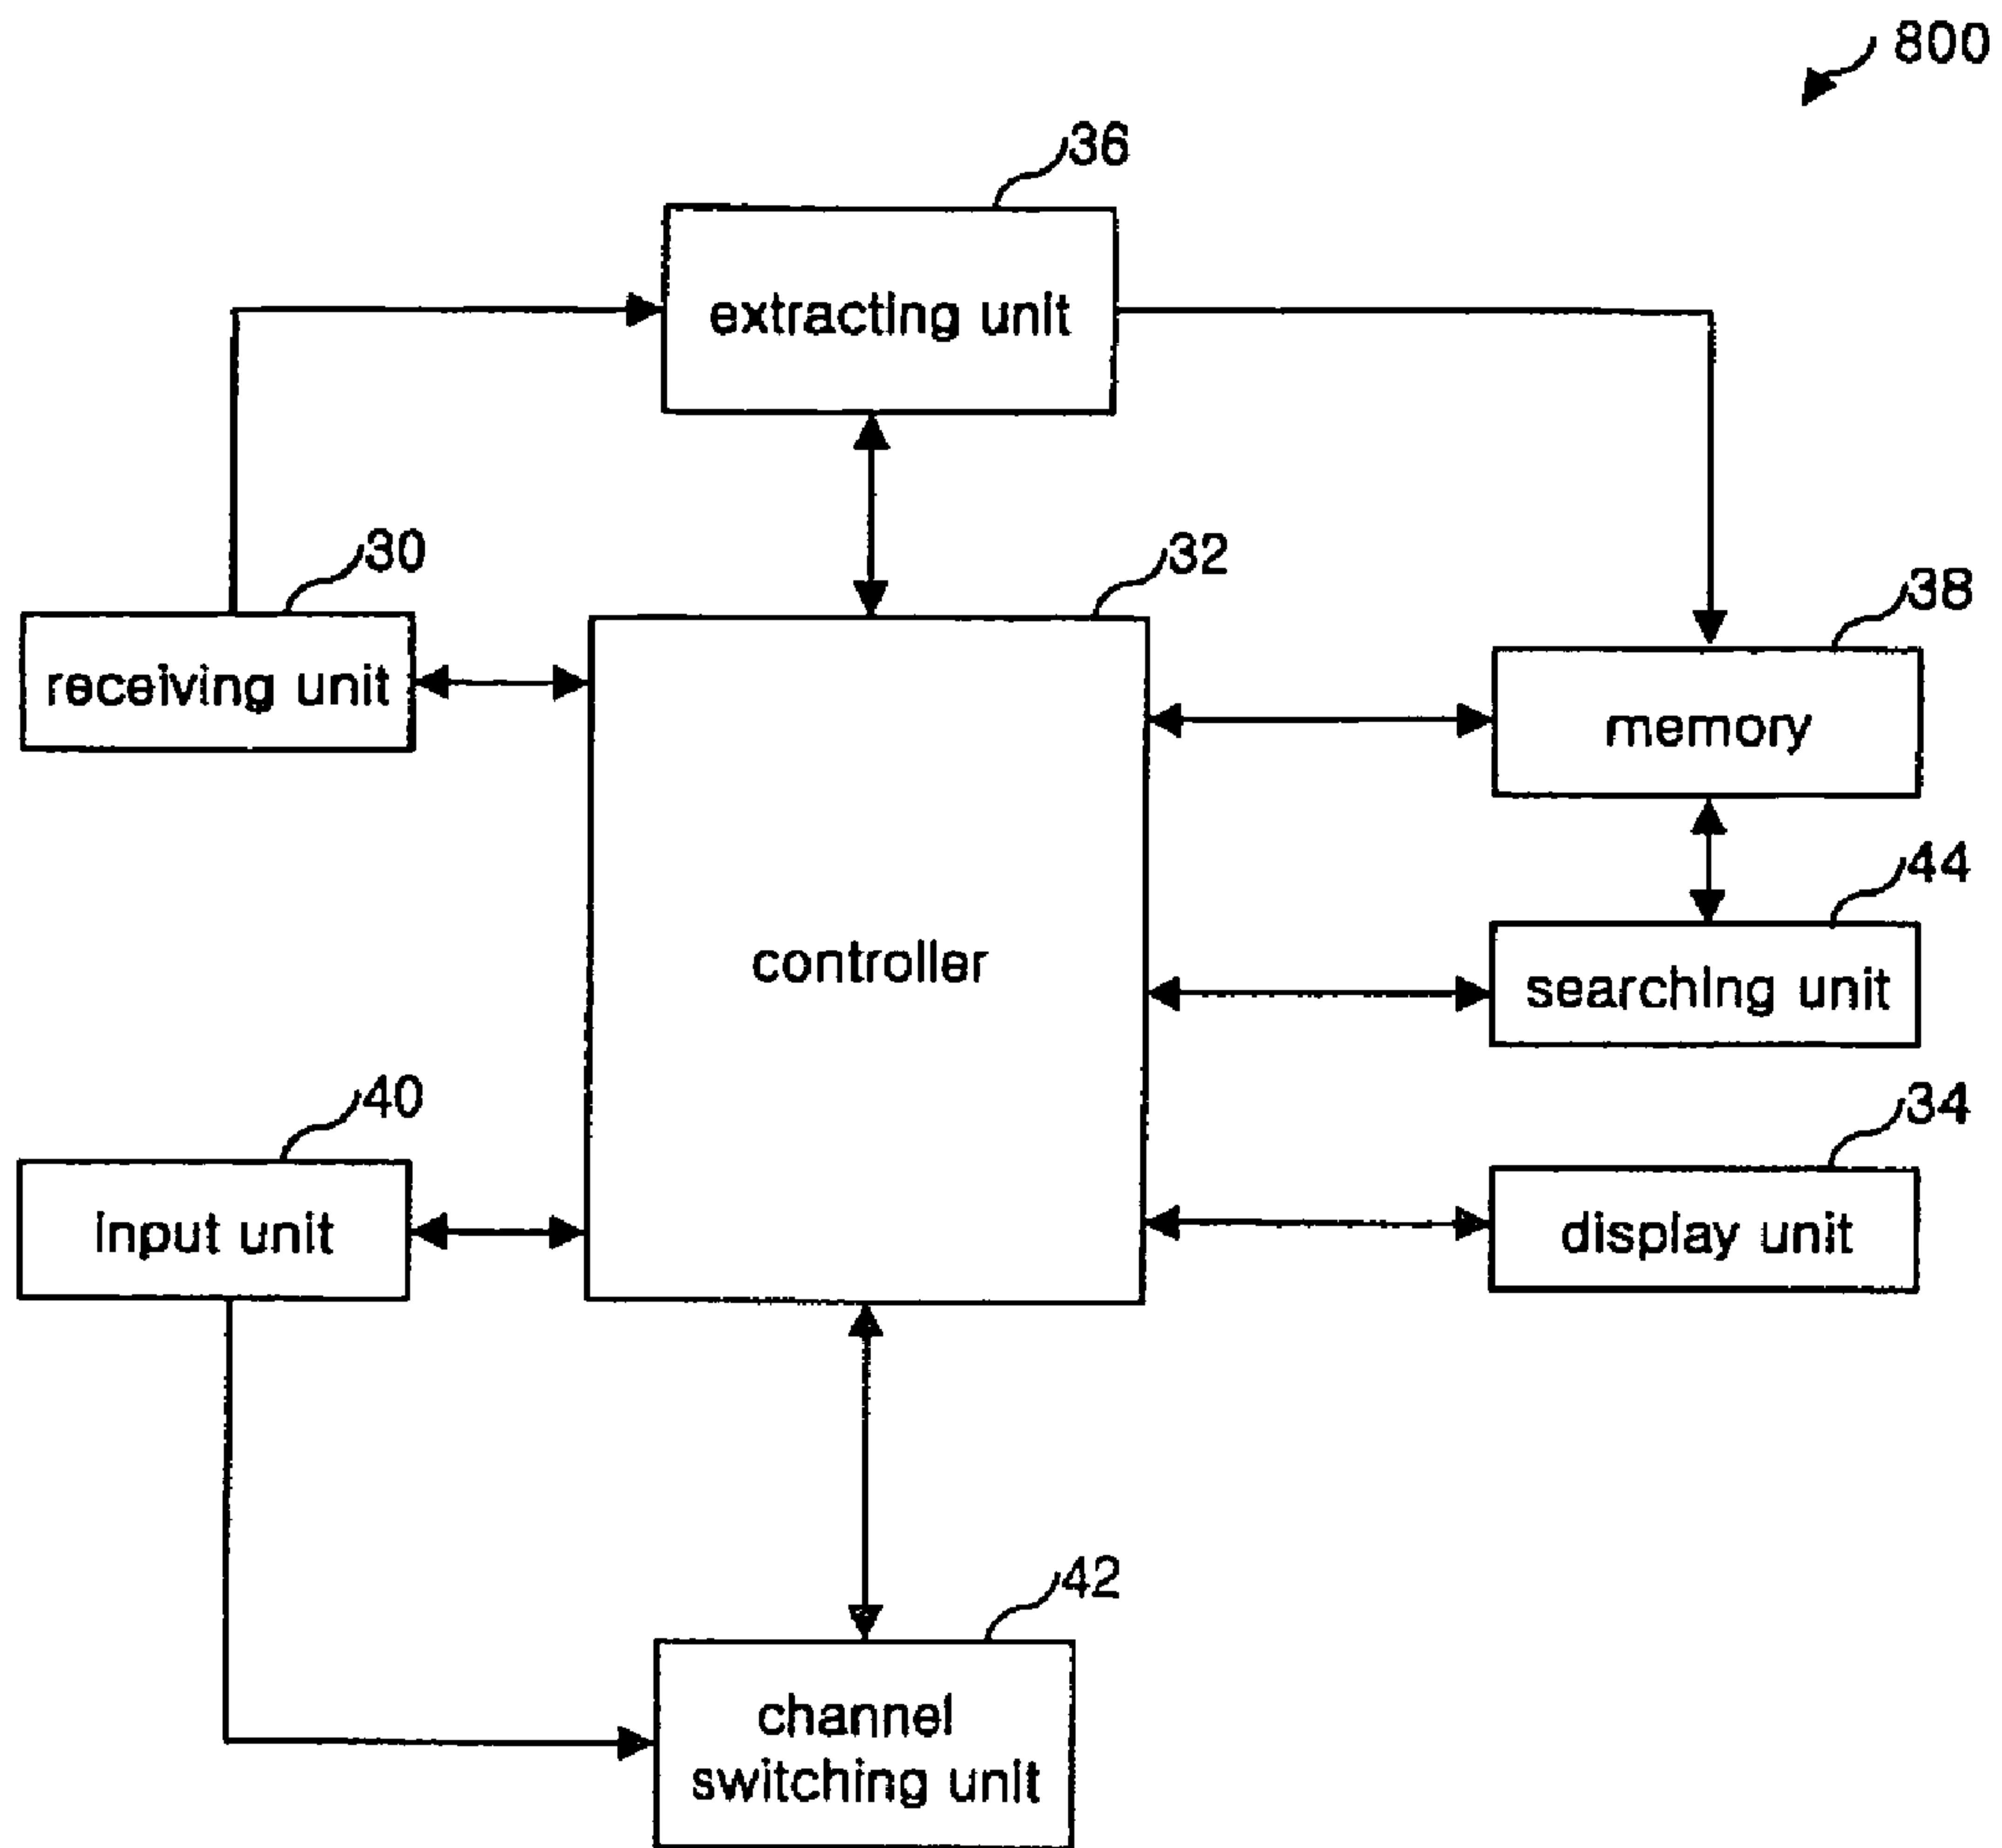 800
36
extracting unit
30
receiving unit
32
controller
38
memory
44
searching unit
40
input unit
34
display unit
42
channel
switching unit